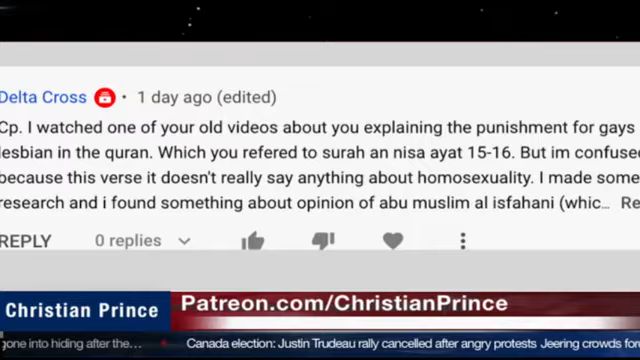 Delta Cross · 1 day ago (edited)
Cp. I watched one of your old videos about you explaining the punishment for gays
lesbian in the quran. Which you refered to surah an nisa ayat 15-16. But im confused
because this verse it doesn't really say anything about homosexuality. I made some
research and i found something about opinion of abu muslim al isfahani (whic... Re
REPLY 0 replies
Christian Prince
Patreon.com/ChristianPrince
gone into hiding after the... Canada election: Justin Trudeau rally cancelled after angry protests Jeering crowds for